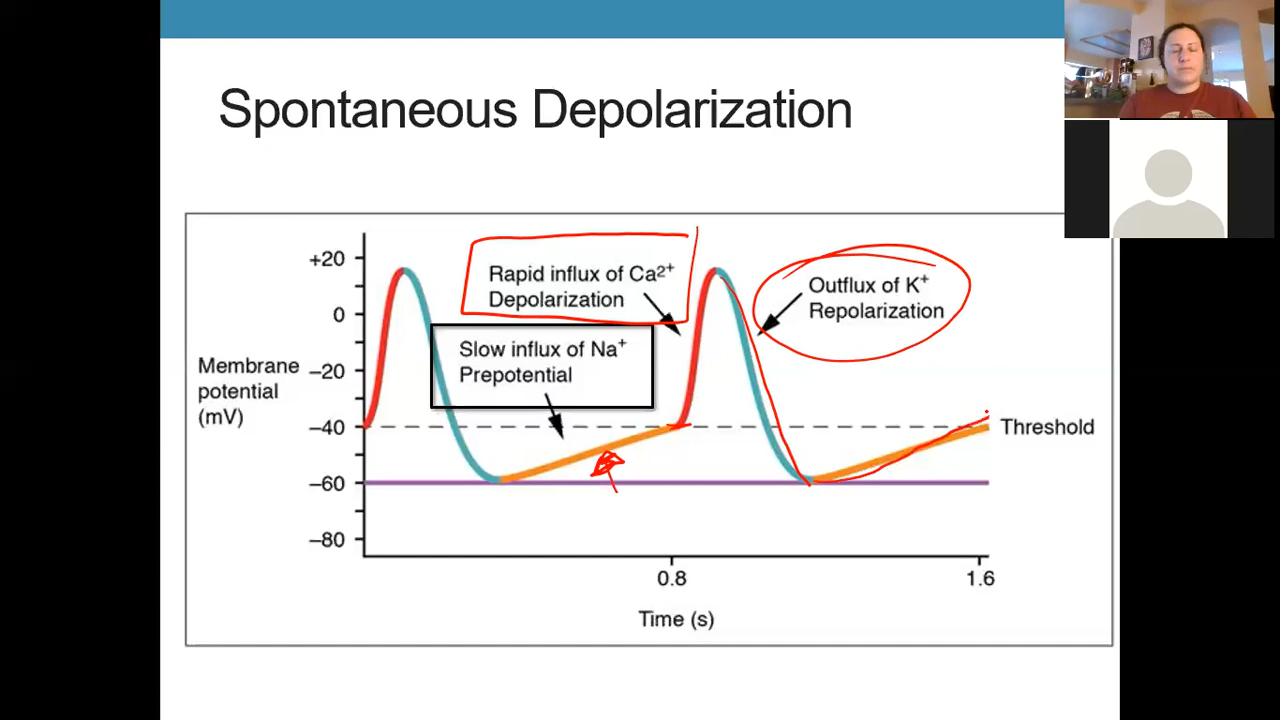 Spontaneous Depolarization
+20
0
–20
–40
–60
–80
Membrane
potential
(mV)
Rapid influx of Ca²⁺
Depolarization
Slow influx of Na⁺
Prepotential
Outflux of K⁺
Repolarization
Threshold
0.8
1.6
Time (s)